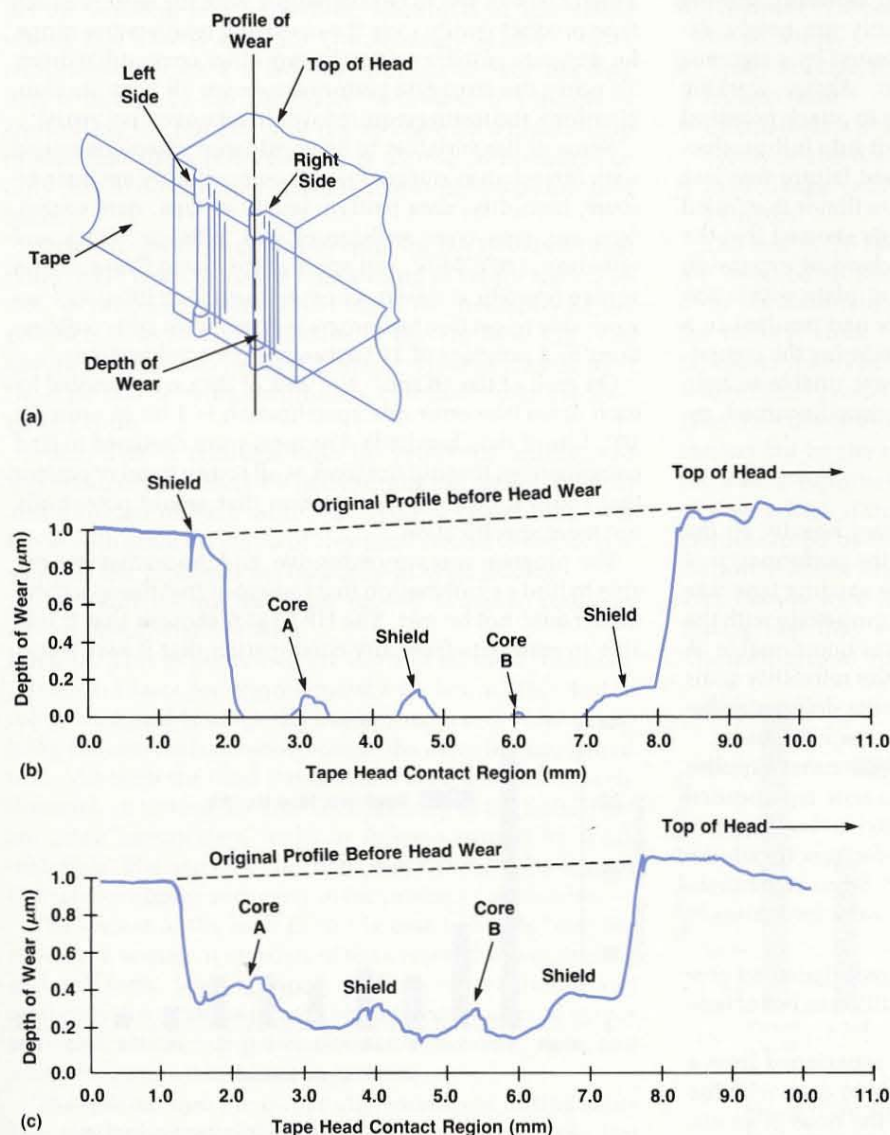 Profile of
Wear
Top of Head
Left
Side
Right
Side
Tape
Depth of
Wear
(a)
Top of Head
Shield
Original Profile before Head Wear
Depth of Wear (μm)
1.0
0.8
0.6
0.4
0.2
0.0
Core
A
Shield
Core
B
Shield
0.0 1.0 2.0 3.0 4.0 5.0 6.0 7.0 8.0 9.0 10.0 11.0
(b)
Tape Head Contact Region (mm)
Top of Head
Original Profile Before Head Wear
Depth of Wear (μm)
1.0
0.8
0.6
0.4
0.2
0.0
Core
A
Shield
Core
B
Shield
0.0 1.0 2.0 3.0 4.0 5.0 6.0 7.0 8.0 9.0 10.0 11.0
(c)
Tape Head Contact Region (mm)